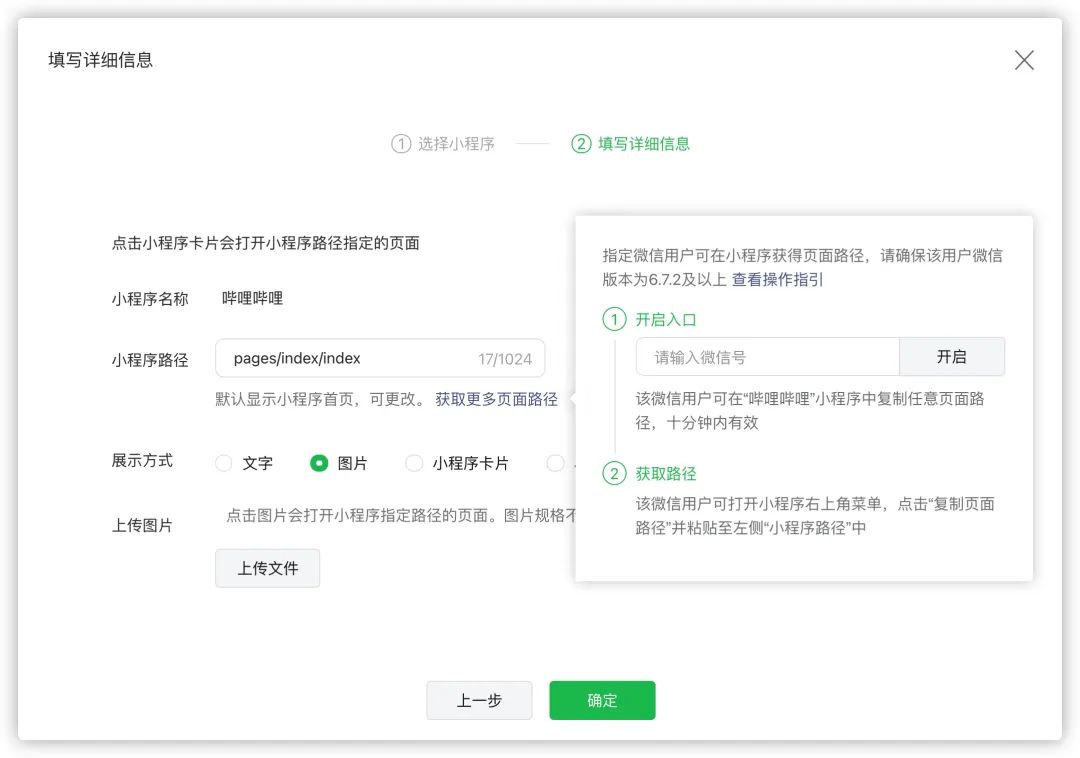 填写详细信息
1 选择小程序
2 填写详细信息
点击小程序卡片会打开小程序路径指定的页面
小程序名称 哔哩哔哩
小程序路径 pages/index/index 17/1024
默认显示小程序首页，可更改。 获取更多页面路径
展示方式 文字 图片 小程序卡片
上传图片 点击图片会打开小程序指定路径的页面。图片规格不
上传文件
指定微信用户可在小程序获得页面路径，请确保该用户微信
版本为6.7.2及以上 查看操作指引
1 开启入口
请输入微信号 开启
该微信用户可在“哔哩哔哩”小程序中复制任意页面路
径，十分钟内有效
2 获取路径
该微信用户可打开小程序右上角菜单，点击“复制页面
路径”并粘贴至左侧“小程序路径”中
上一步 确定